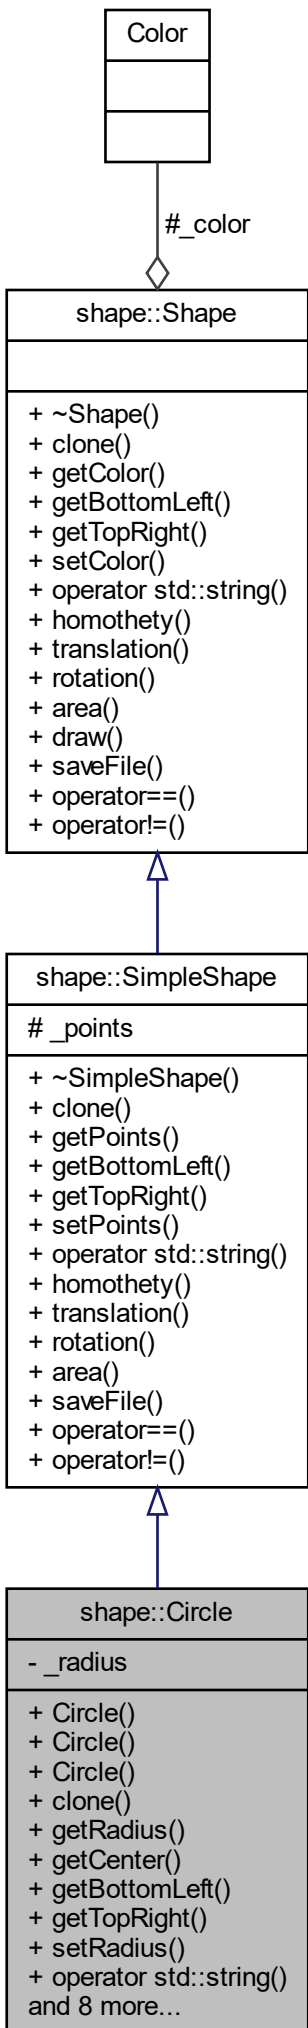 Color
#_color
shape::Shape
+ ~Shape()
+ clone()
+ getColor()
+ getBottomLeft()
+ getTopRight()
+ setColor()
+ operator std::string()
+ homothety()
+ translation()
+ rotation()
+ area()
+ draw()
+ saveFile()
+ operator==()
+ operator!=()
shape::SimpleShape
# _points
+ ~SimpleShape()
+ clone()
+ getPoints()
+ getBottomLeft()
+ getTopRight()
+ setPoints()
+ operator std::string()
+ homothety()
+ translation()
+ rotation()
+ area()
+ saveFile()
+ operator==()
+ operator!=()
shape::Circle
- _radius
+ Circle()
+ Circle()
+ Circle()
+ clone()
+ getRadius()
+ getCenter()
+ getBottomLeft()
+ getTopRight()
+ setRadius()
+ operator std::string()
and 8 more...